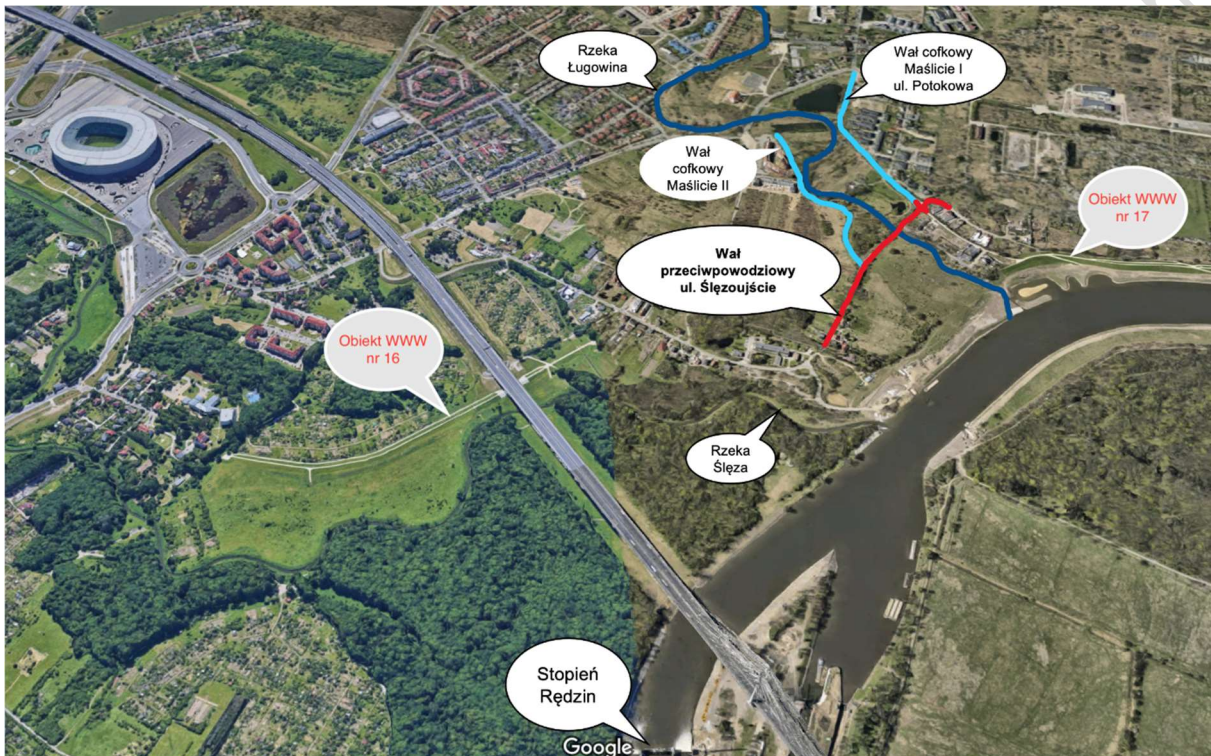 Rzeka
Ługowina
Wał cofkowy
Maślicie I
ul. Potokowa
Wał
cofkowy
Maślicie II
Obiekt WWW
nr 17
Wał
przeciwpowodziowy
ul. Ślęzoujście
Obiekt WWW
nr 16
Rzeka
Ślęza
Stopień
Rędzin
Google